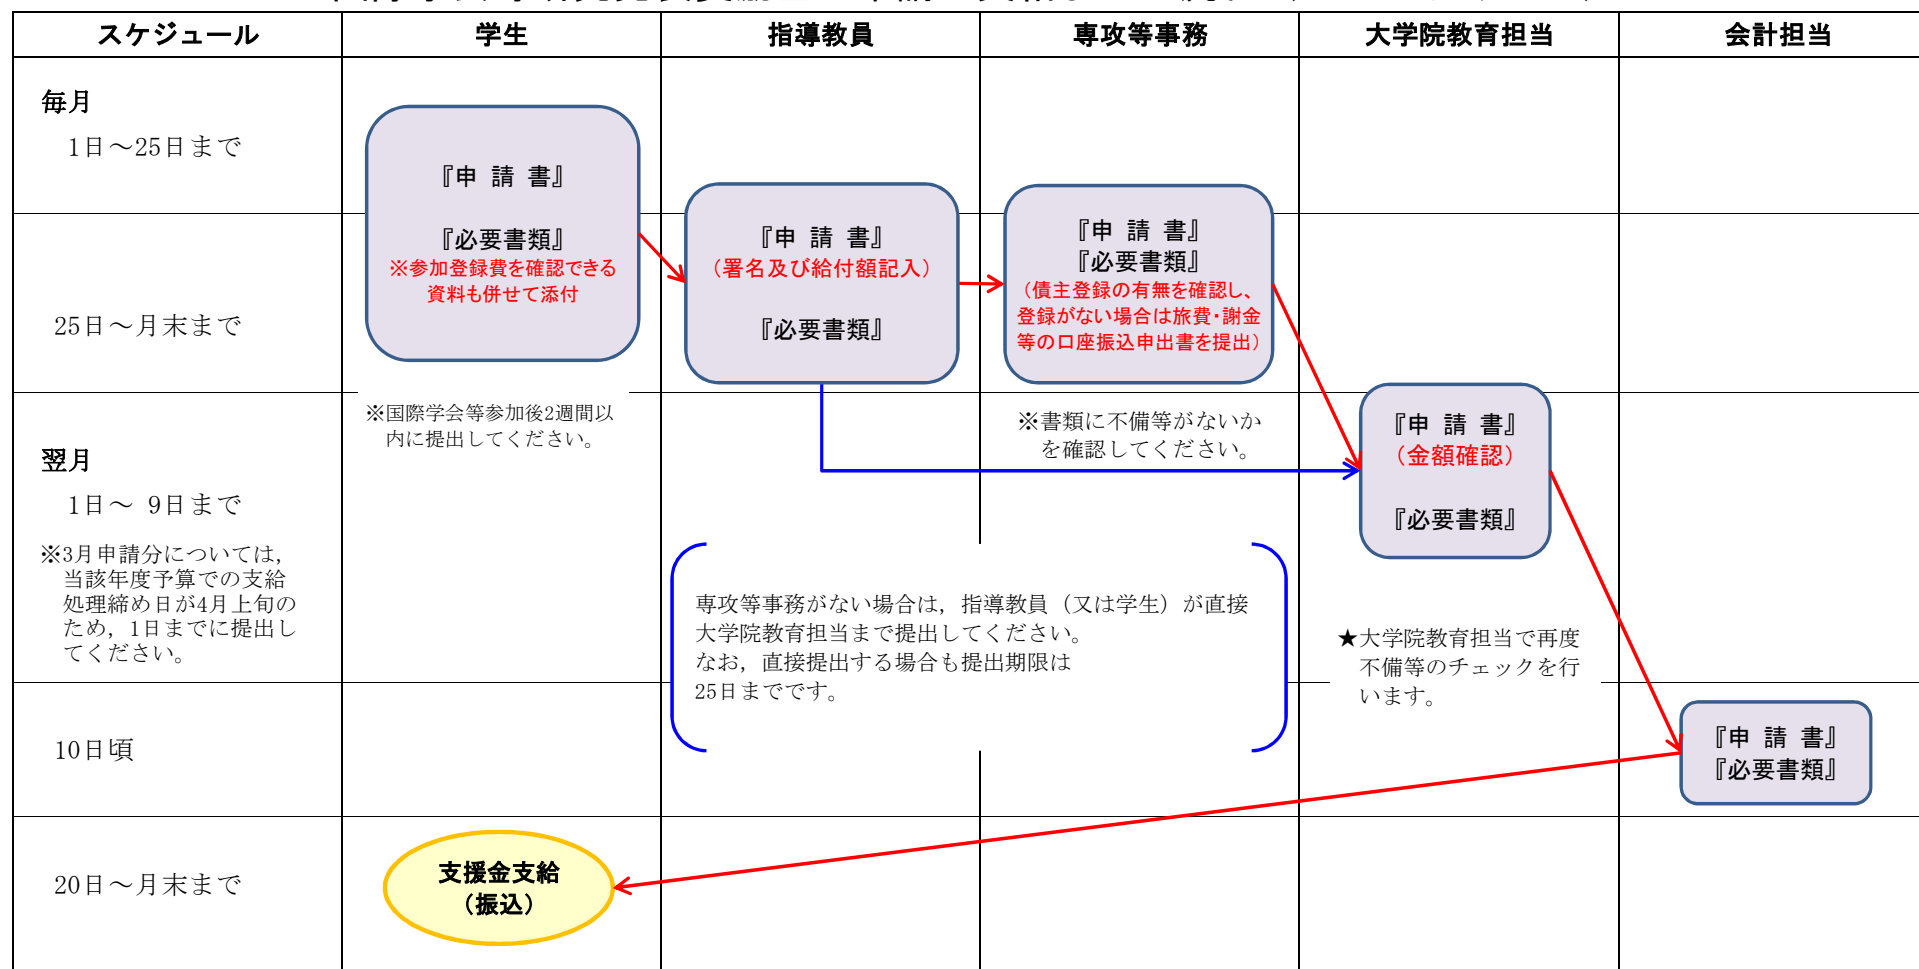 スケジュール
学生
指導教員
専攻等事務
大学院教育担当
会計担当
毎月
1日～25日まで
25日～月末まで
翌月
1日～ 9日まで
※3月申請分については，
当該年度予算での支給
処理締め日が4月上旬の
ため，1日までに提出し
てください。
10日頃
20日～月末まで
『申 請 書』
『必要書類』
※参加登録費を確認できる
資料も併せて添付
※国際学会等参加後2週間以
内に提出してください。
『申 請 書』
（署名及び給付額記入）
『必要書類』
『申 請 書』
『必要書類』
（債主登録の有無を確認し、
登録がない場合は旅費・謝金
等の口座振込申出書を提出）
※書類に不備等がないか
を確認してください。
専攻等事務がない場合は，指導教員（又は学生）が直接
大学院教育担当まで提出してください。
なお，直接提出する場合も提出期限は
25日までです。
『申 請 書』
（金額確認）
『必要書類』
★大学院教育担当で再度
不備等のチェックを行
います。
『申 請 書』
『必要書類』
支援金支給
（振込）